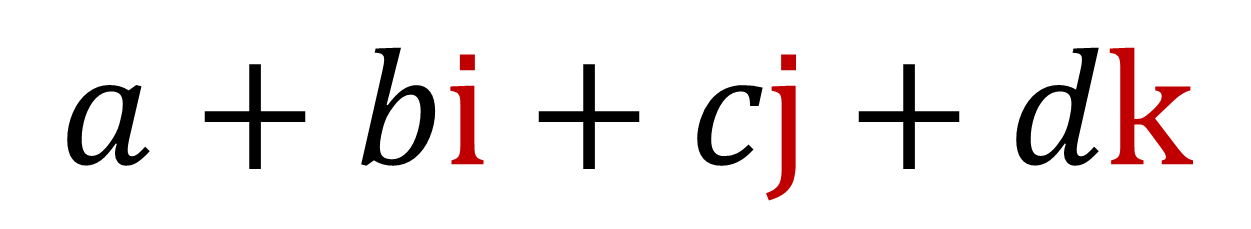 a + bi + cj + dk